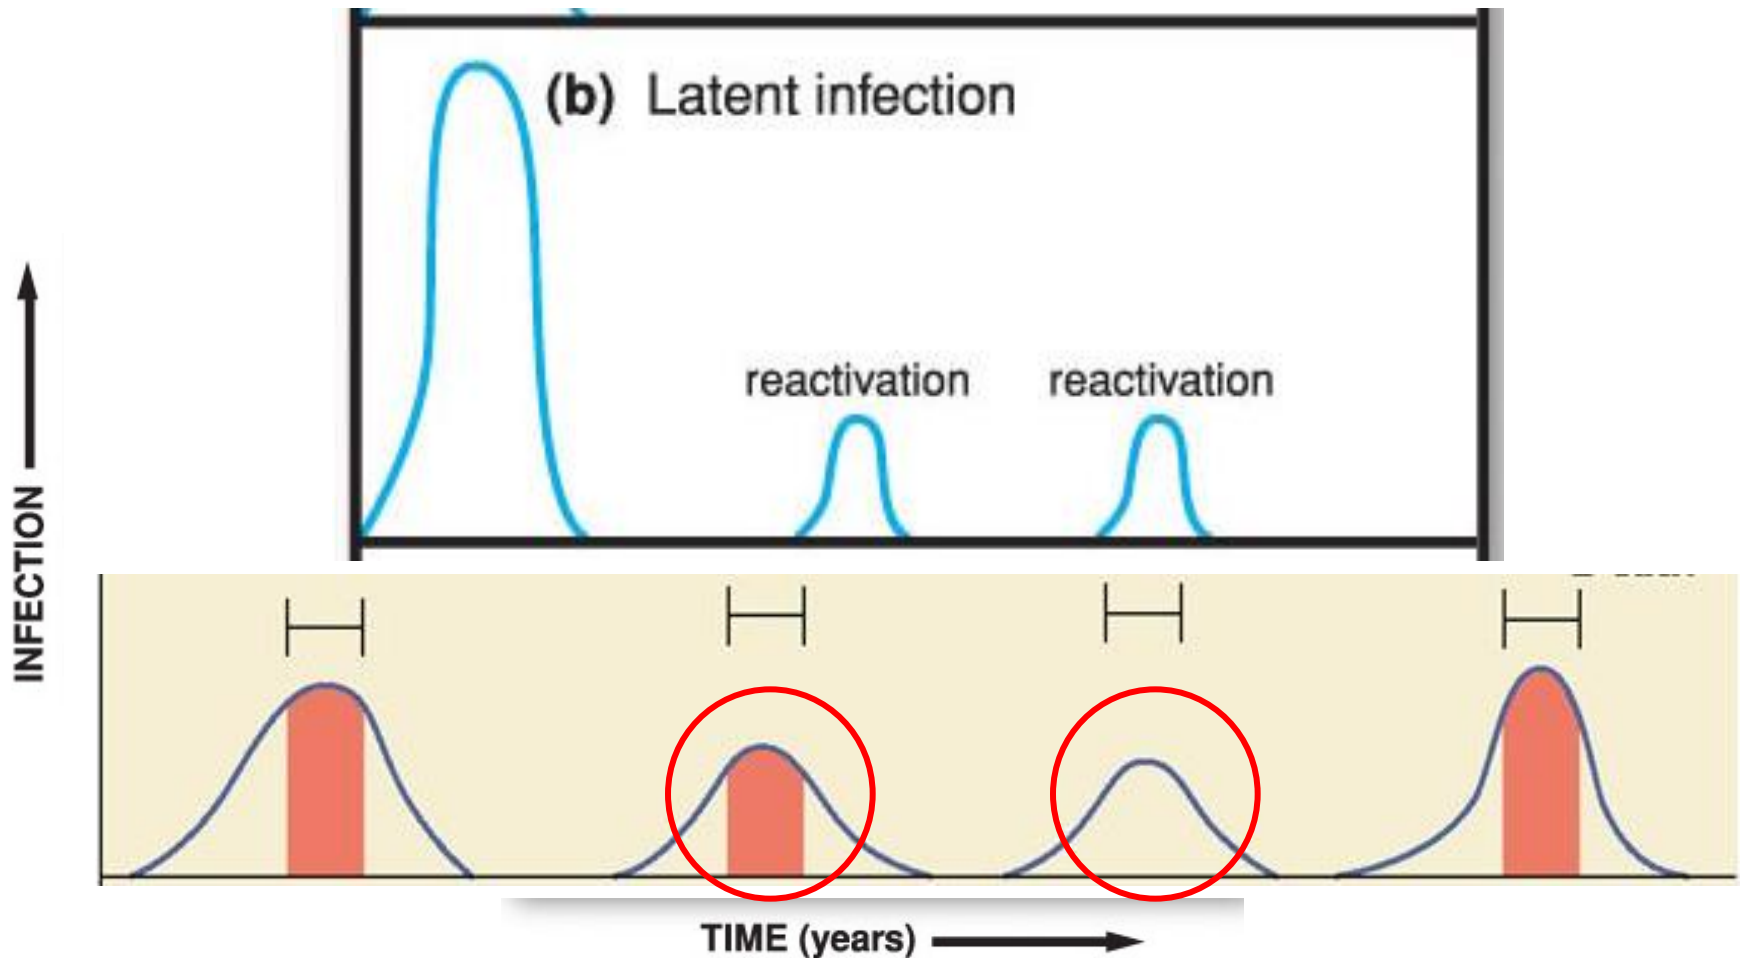 (b) Latent infection
reactivation reactivation
INFECTION
TIME (years)